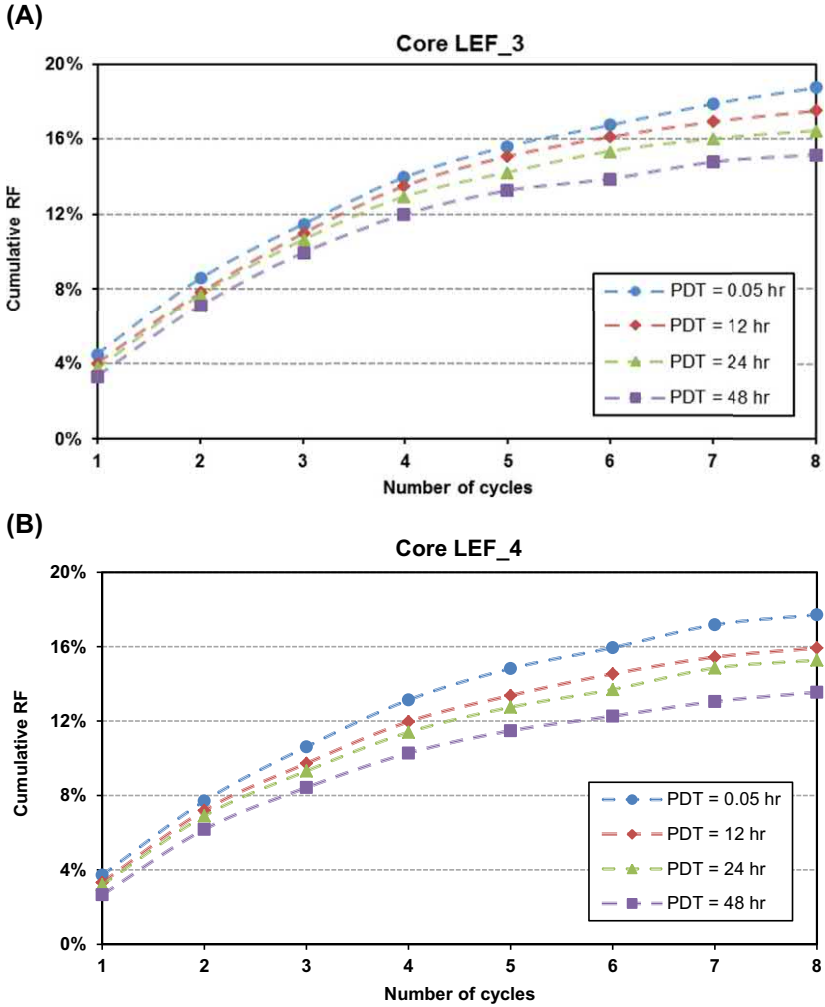 (A)
Core LEF_3
20%
16%
12%
8%
4%
0%
Cumulative RF
PDT = 0.05 hr
PDT = 12 hr
PDT = 24 hr
PDT = 48 hr
1 2 3 4 5 6 7 8
Number of cycles
(B)
Core LEF_4
20%
16%
12%
8%
4%
0%
Cumulative RF
PDT = 0.05 hr
PDT = 12 hr
PDT = 24 hr
PDT = 48 hr
1 2 3 4 5 6 7 8
Number of cycles